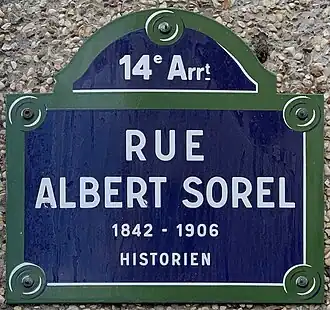 14e Arrt
RUE
ALBERT SOREL
1842 - 1906
HISTORIEN